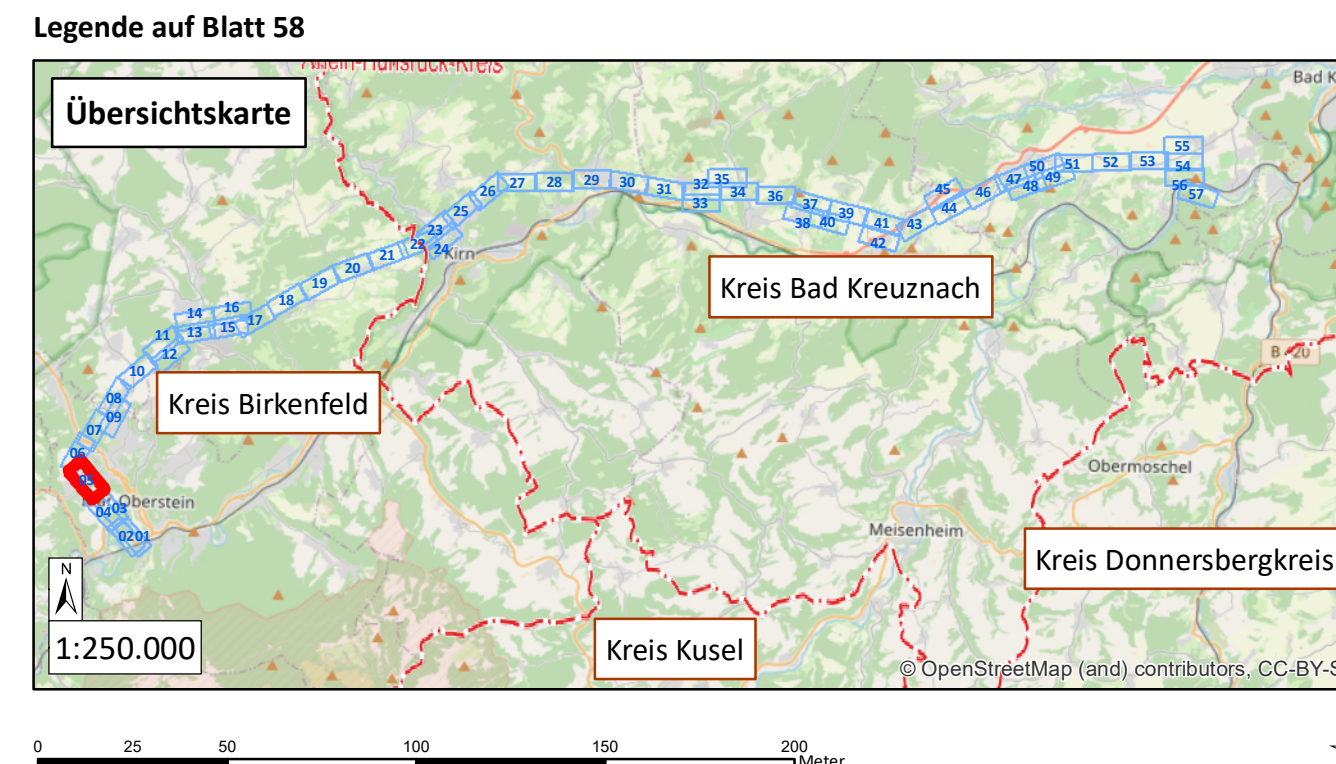 Legende auf Blatt 58
Rhein-Hunsrück-Kreis
Übersichtskarte
Bad K
55
50 51 52 53 54
47 48 49
56
57
45 46
44
43
27 28 29 30 31 32 35
34 36 37
33
38 40 39 41
42
26
25
23
22 24
Kirn
21
20
19
18
14 16
13 15 17
11
12
10
Kreis Bad Kreuznach
B 420
Kreis Birkenfeld
08
09
07
06
05
Oberstein
04 03
02 01
Obermoschel
Meisenheim
Kreis Donnersbergkreis
N
1:250.000
Kreis Kusel
© OpenStreetMap (and) contributors, CC-BY-S
0 25 50 100 150 200
Meter